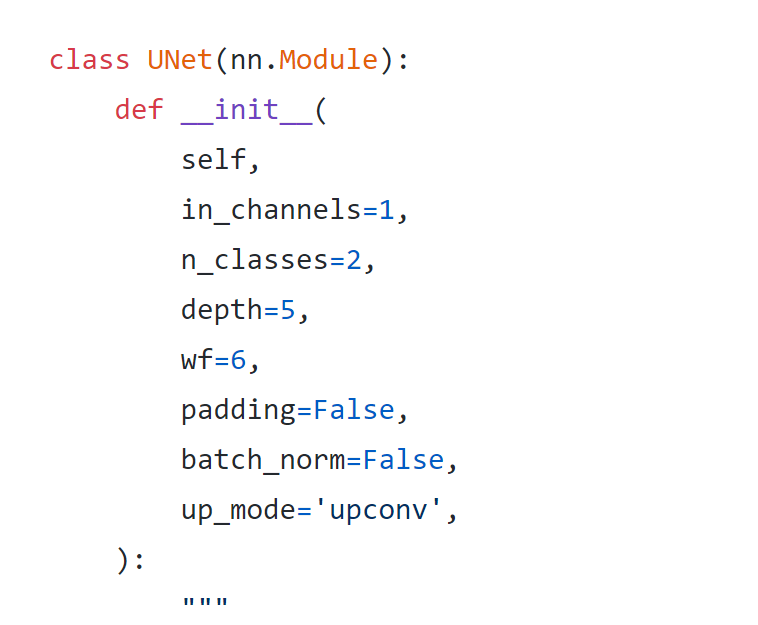 class UNet(nn.Module):
    def __init__(
        self,
        in_channels=1,
        n_classes=2,
        depth=5,
        wf=6,
        padding=False,
        batch_norm=False,
        up_mode='upconv',
    ):
        """